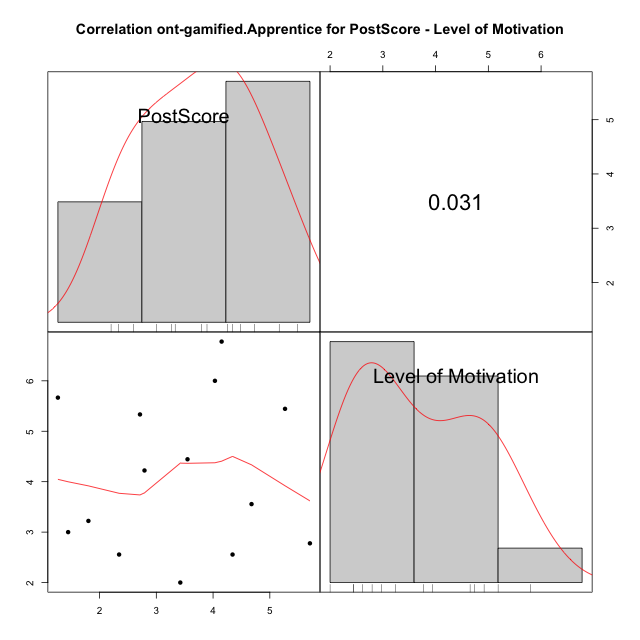 Correlation ont-gamified.Apprentice for PostScore - Level of Motivation
2 3 4 5 6
PostScore
0.031
5
4
3
2
Level of Motivation
6
5
4
3
2
2 3 4 5